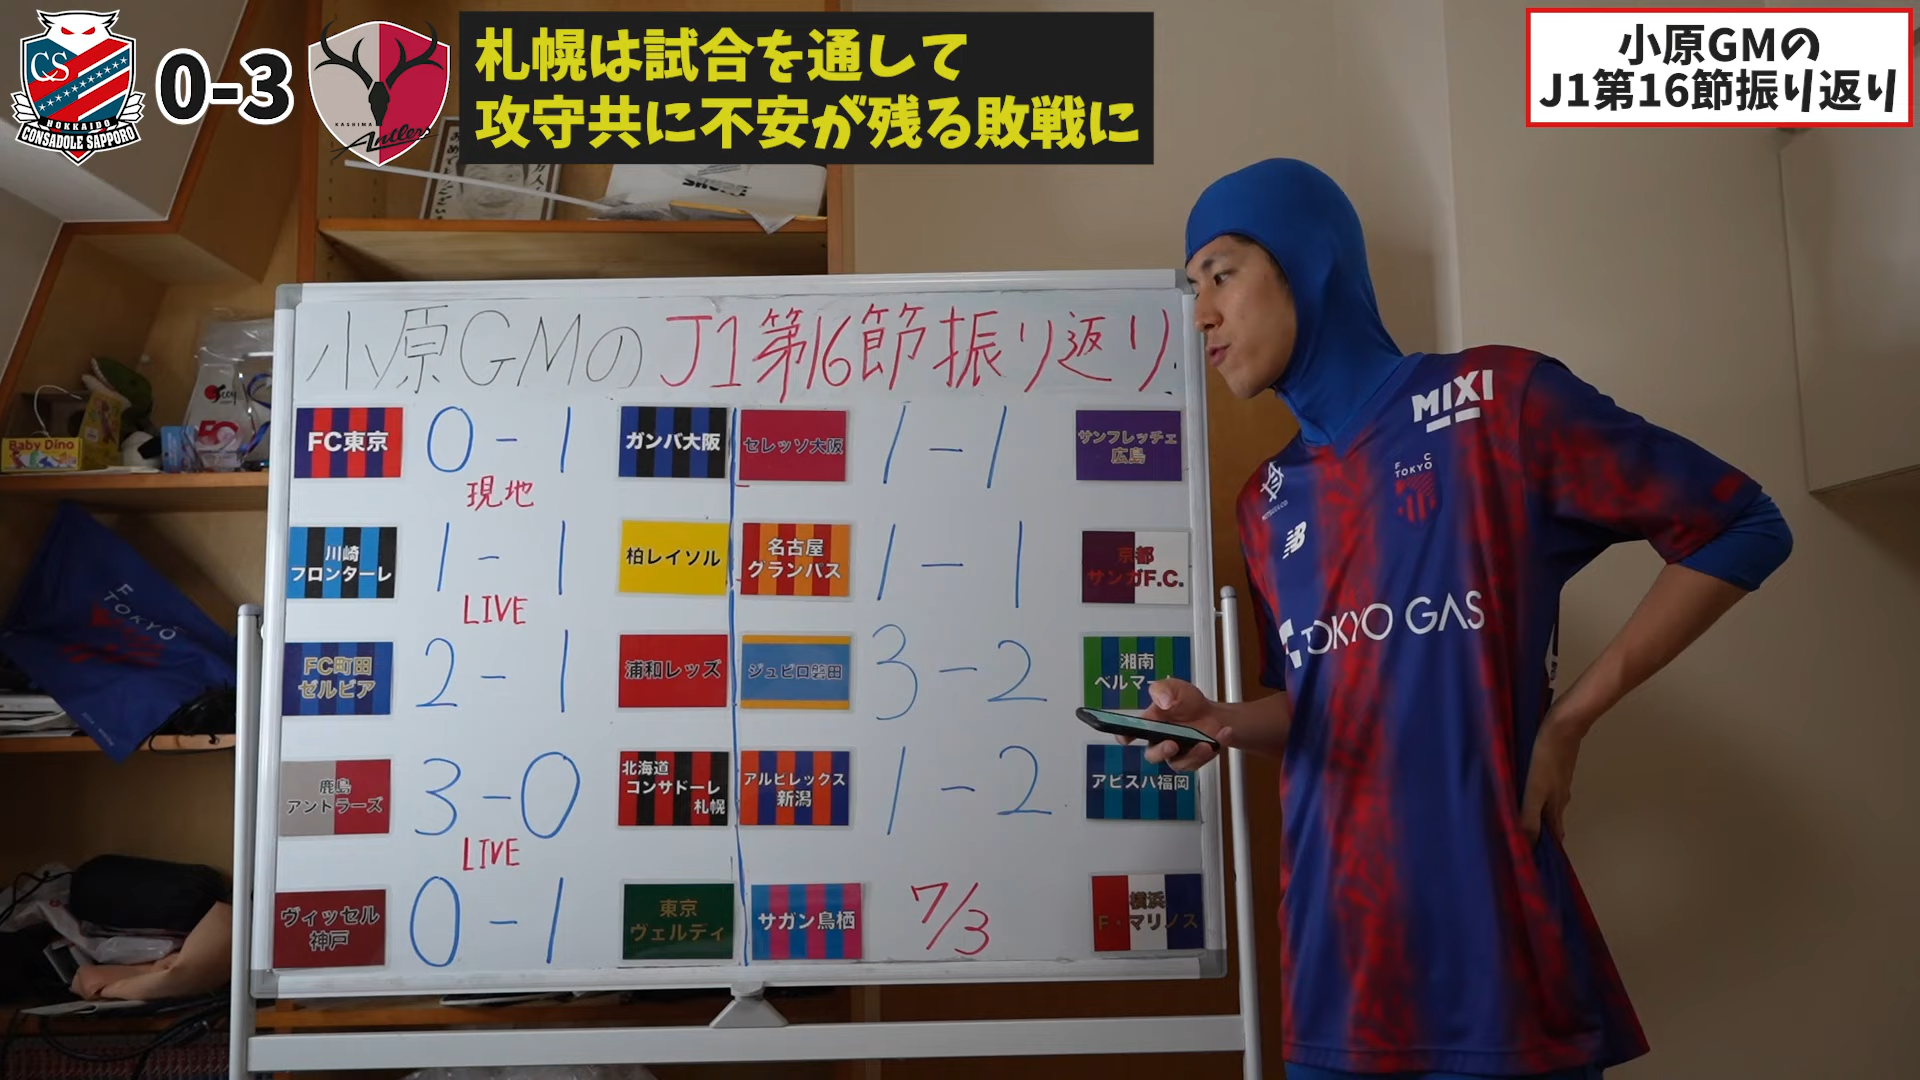 HOKKAIDO
CONSADOLE SAPPORO
CS
0-3
KASHIMA
Antlers
札幌は試合を通して
攻守共に不安が残る敗戦に
小原GMの
J1第16節振り返り
小原GMのJ1第16節振り返り
FC東京 0-1 ガンバ大阪
現地
川崎
フロンターレ
1-1 柏レイソル
LIVE
FC町田
ゼルビア
2-1 浦和レッズ
鹿島
アントラーズ
3-0
北海道
コンサドーレ
札幌
LIVE
ヴィッセル
神戸
0-1
東京
ヴェルディ
セレッソ大阪 1-1
サンフレッチェ
広島
名古屋
グランパス
1-1
京都
サンガF.C.
ジュビロ磐田 3-2
湘南
ベルマーレ
アルビレックス
新潟
1-2 アビスパ福岡
サガン鳥栖 7/3
横浜
F・マリノス
MIXI
F C
TOKYO
NB
TOKYO GAS
Baby Dino
F
TOKYO